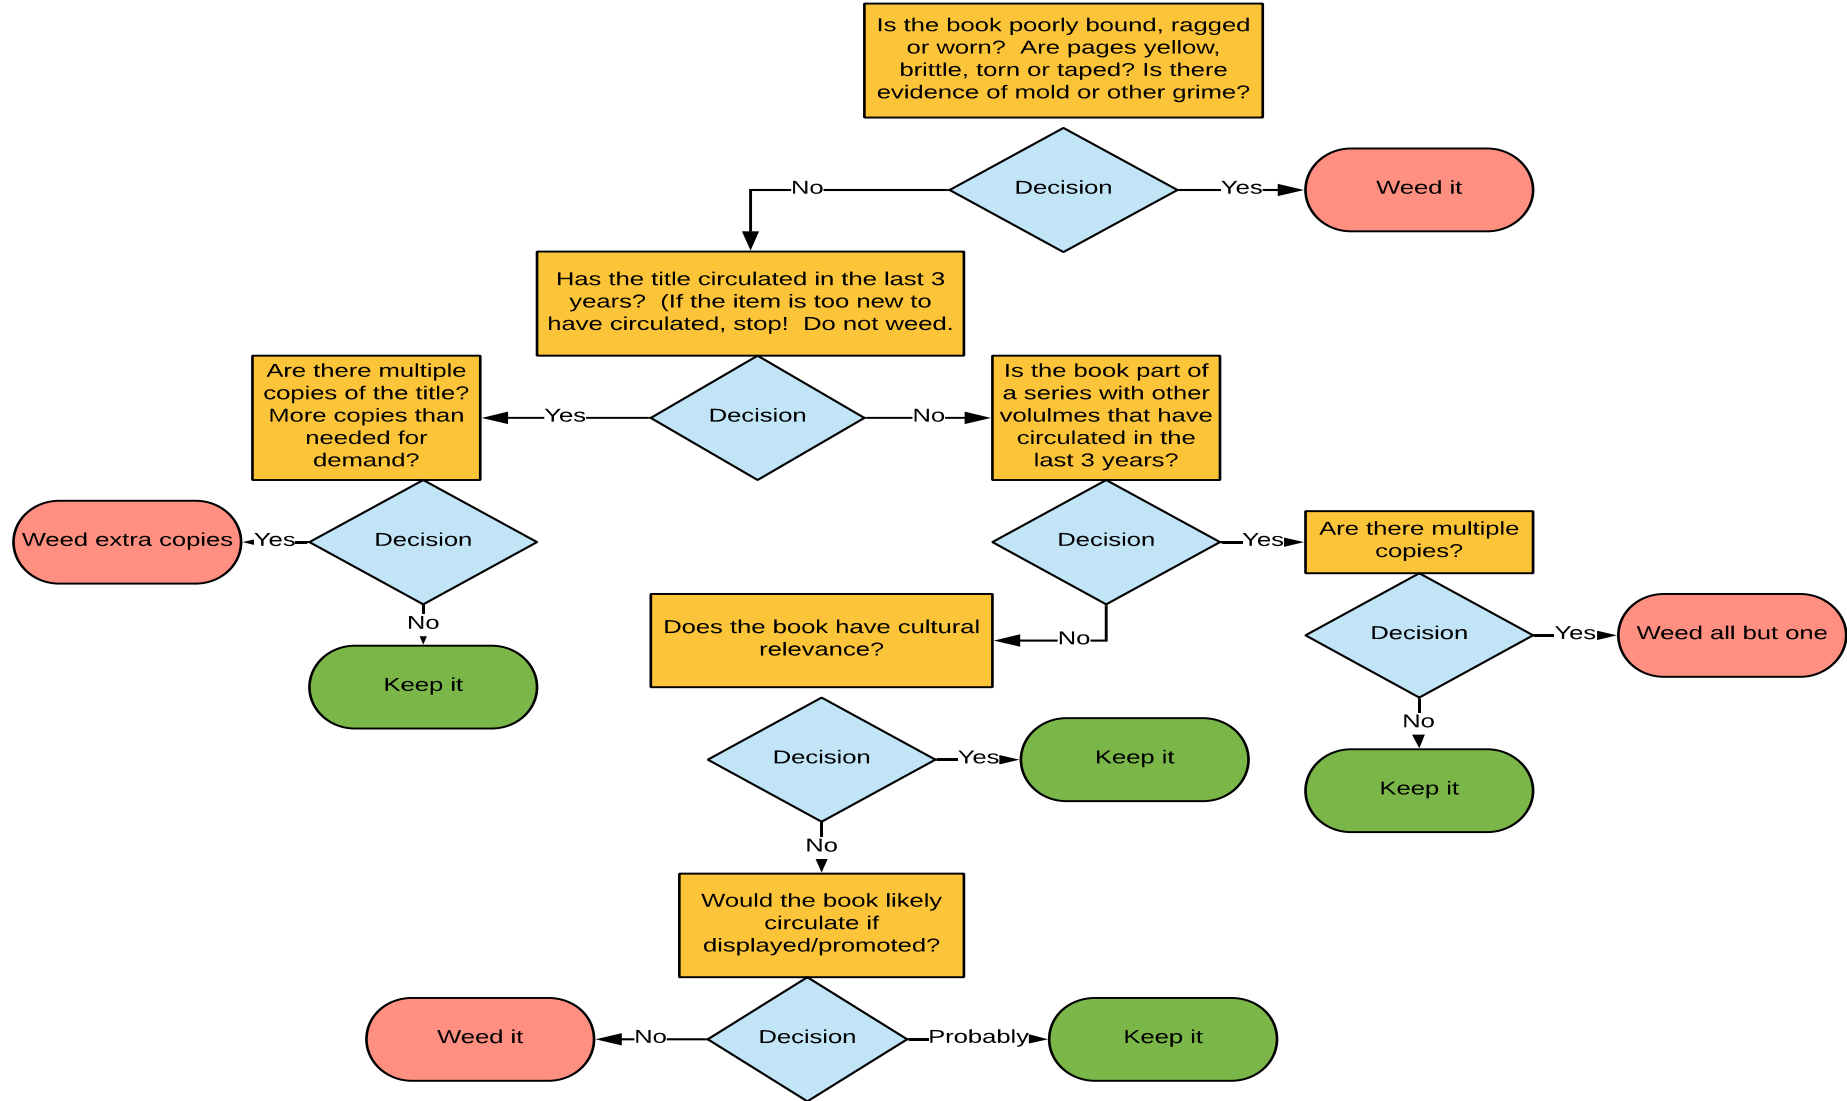 Is the book poorly bound, ragged
or worn?  Are pages yellow,
brittle, torn or taped? Is there
evidence of mold or other grime?
No
Decision
Yes
Weed it
Has the title circulated in the last 3
years?  (If the item is too new to
have circulated, stop!  Do not weed.
Are there multiple
copies of the title?
More copies than
needed for
demand?
Yes
Decision
No
Is the book part of
a series with other
volulmes that have
circulated in the
last 3 years?
Weed extra copies
Yes
Decision
No
Keep it
Decision
Yes
Are there multiple
copies?
No
Does the book have cultural
relevance?
Decision
Yes
Weed all but one
No
Keep it
Decision
Yes
Keep it
No
Would the book likely
circulate if
displayed/promoted?
Weed it
No
Decision
Probably
Keep it